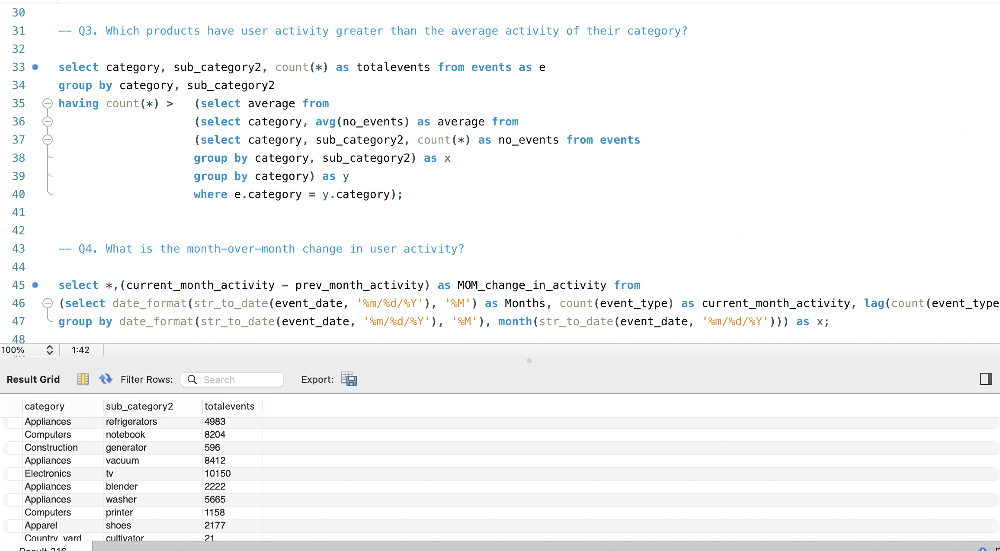 30
31 -- Q3. Which products have user activity greater than the average activity of their category?
32
33 select category, sub_category2, count(*) as totalevents from events as e
34 group by category, sub_category2
35 having count(*) > (select average from
36 (select category, avg(no_events) as average from
37 (select category, sub_category2, count(*) as no_events from events
38 group by category, sub_category2) as x
39 group by category) as y
40 where e.category = y.category);
41
42
43 -- Q4. What is the month-over-month change in user activity?
44
45 select *,(current_month_activity - prev_month_activity) as MOM_change_in_activity from
46 (select date_format(str_to_date(event_date, '%m/%d/%Y'), '%M') as Months, count(event_type) as current_month_activity, lag(count(event_type
47 group by date_format(str_to_date(event_date, '%m/%d/%Y'), '%M'), month(str_to_date(event_date, '%m/%d/%Y'))) as x;
48
100% 1:42
Result Grid Filter Rows: Search Export:
category sub_category2 totalevents
Appliances refrigerators 4983
Computers notebook 8204
Construction generator 596
Appliances vacuum 8412
Electronics tv 10150
Appliances blender 2222
Appliances washer 5665
Computers printer 1158
Apparel shoes 2177
Country_yard cultivator 21
Result 216